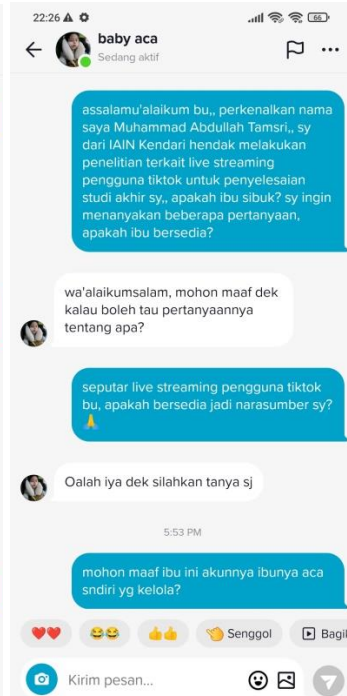 22:26
66
baby aca
Sedang aktif
assalamu'alaikum bu,, perkenalkan nama
saya Muhammad Abdullah Tamsri,, sy
dari IAIN Kendari hendak melakukan
penelitian terkait live streaming
pengguna tiktok untuk penyelesaian
studi akhir sy,, apakah ibu sibuk? sy ingin
menanyakan beberapa pertanyaan,
apakah ibu bersedia?
wa'alaikumsalam, mohon maaf dek
kalau boleh tau pertanyaannya
tentang apa?
seputar live streaming pengguna tiktok
bu, apakah bersedia jadi narasumber sy?
🙏
Oalah iya dek silahkan tanya sj
5:53 PM
mohon maaf ibu ini akunnya ibunya aca
sndiri yg kelola?
❤️❤️ 😂😂 👍👍 👋 Senggol Bagi
Kirim pesan...